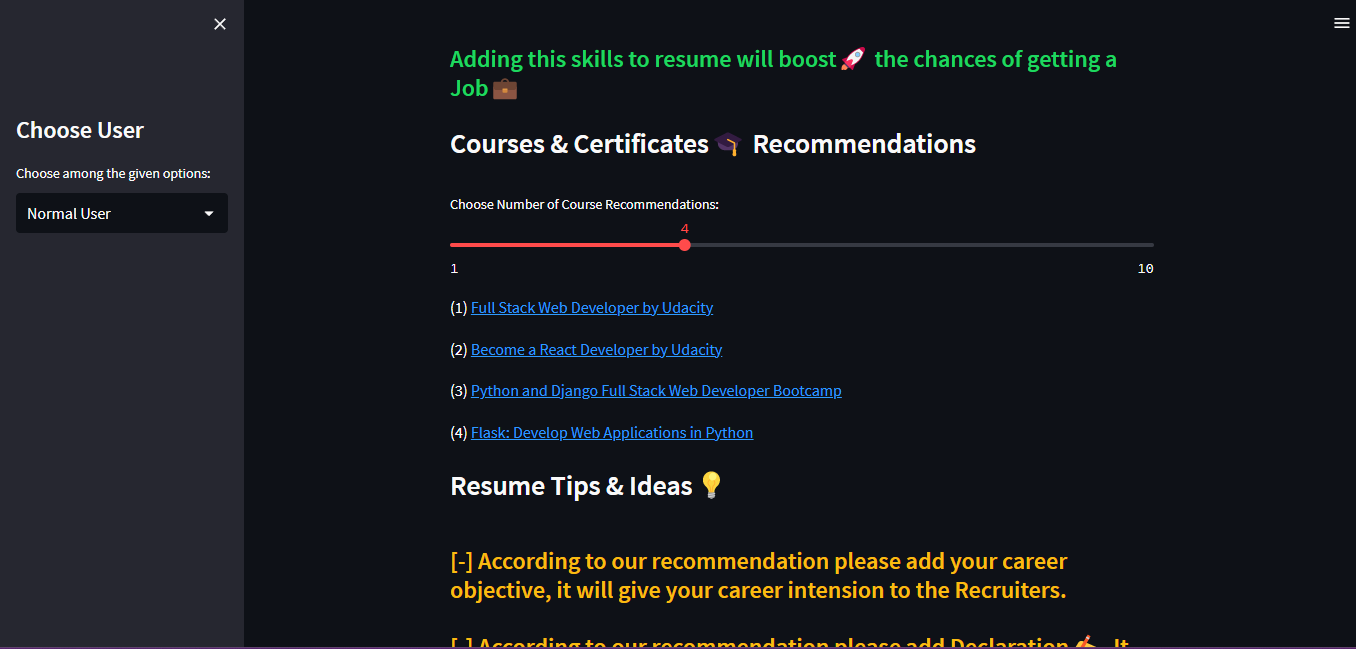 Adding this skills to resume will boost🚀 the chances of getting a
Job💼
Choose User
Choose among the given options:
Normal User
Courses & Certificates🎓 Recommendations
Choose Number of Course Recommendations:
4
1 10
(1) Full Stack Web Developer by Udacity
(2) Become a React Developer by Udacity
(3) Python and Django Full Stack Web Developer Bootcamp
(4) Flask: Develop Web Applications in Python
Resume Tips & Ideas💡
[-] According to our recommendation please add your career
objective, it will give your career intension to the Recruiters.
[-] According to our recommendation please add Declaration✍. It